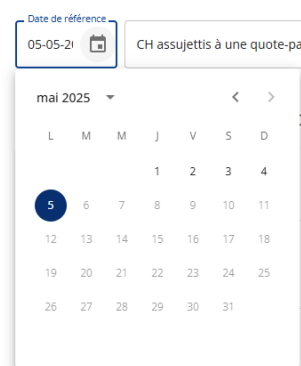 Date de référence
05-05-2 CH assujettis à une quote-pa
mai 2025
L M M J V S D
1 2 3 4
5 6 7 8 9 10 11
12 13 14 15 16 17 18
19 20 21 22 23 24 25
26 27 28 29 30 31